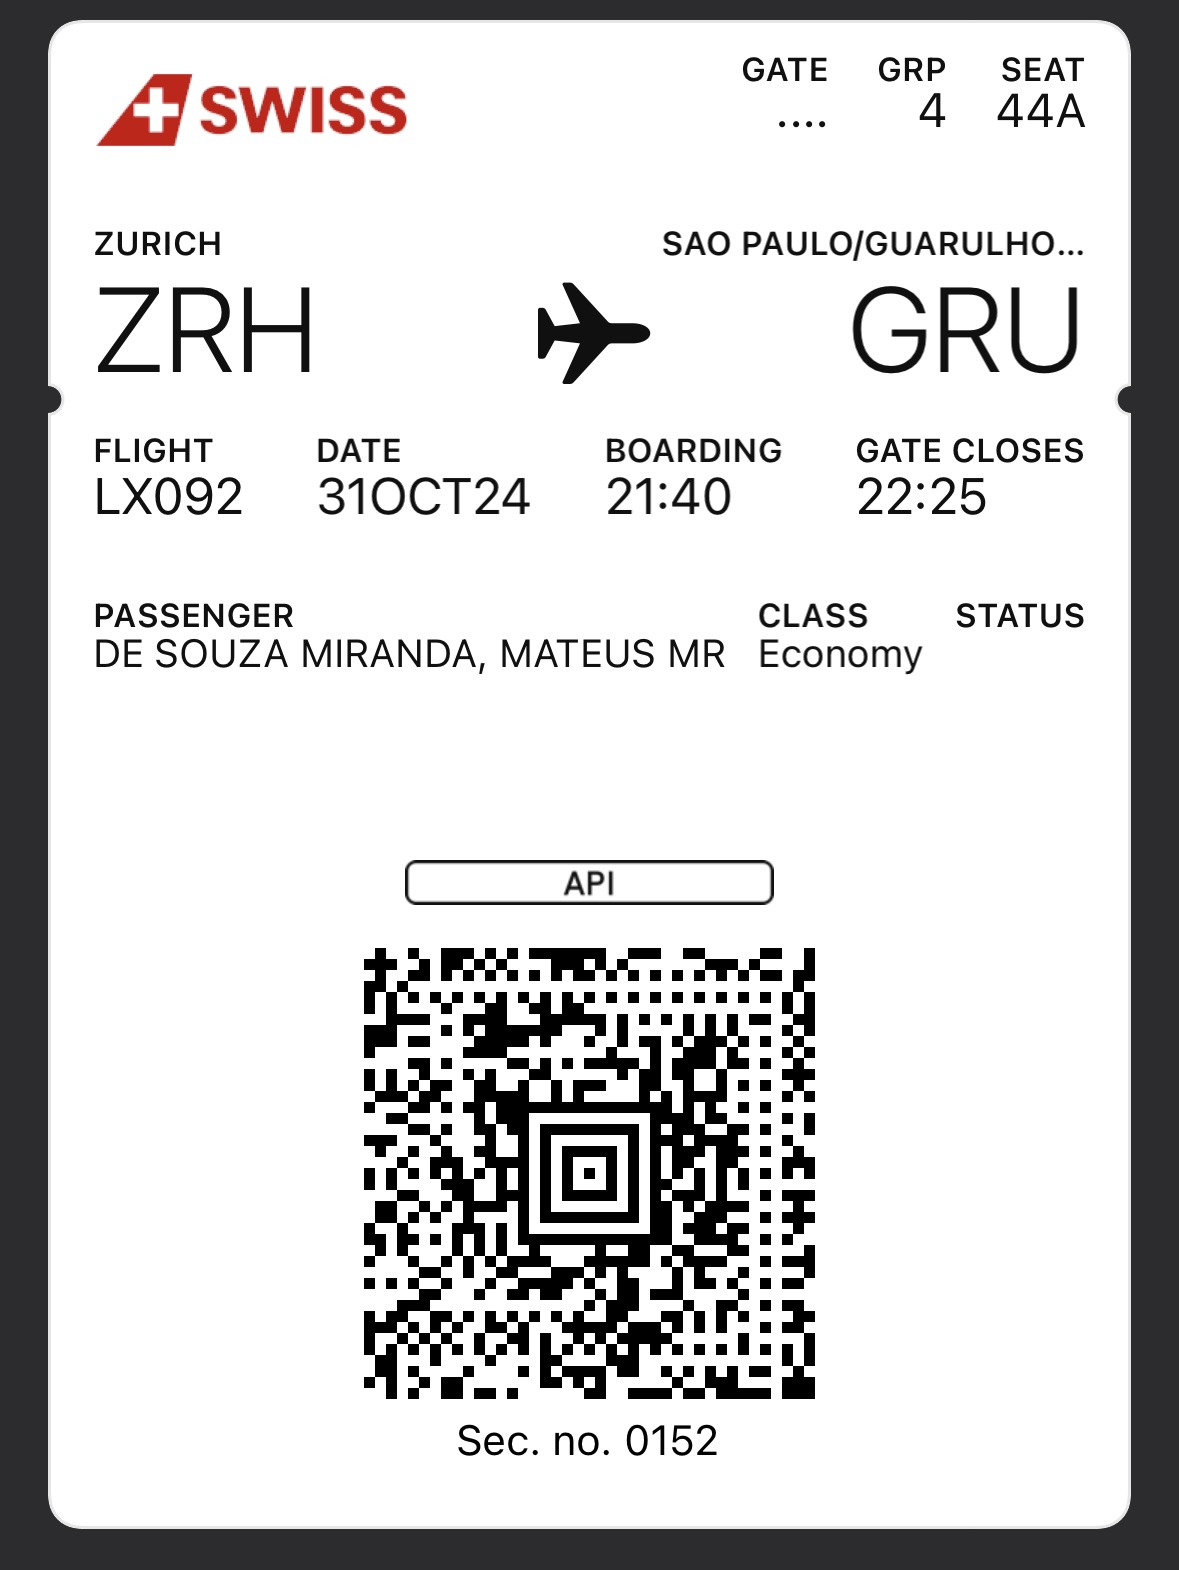 SWISS
GATE GRP SEAT
.... 4 44A
ZURICH SAO PAULO/GUARULHO...
ZRH GRU
FLIGHT DATE BOARDING GATE CLOSES
LX092 31OCT24 21:40 22:25
PASSENGER CLASS STATUS
DE SOUZA MIRANDA, MATEUS MR Economy
API
Sec. no. 0152